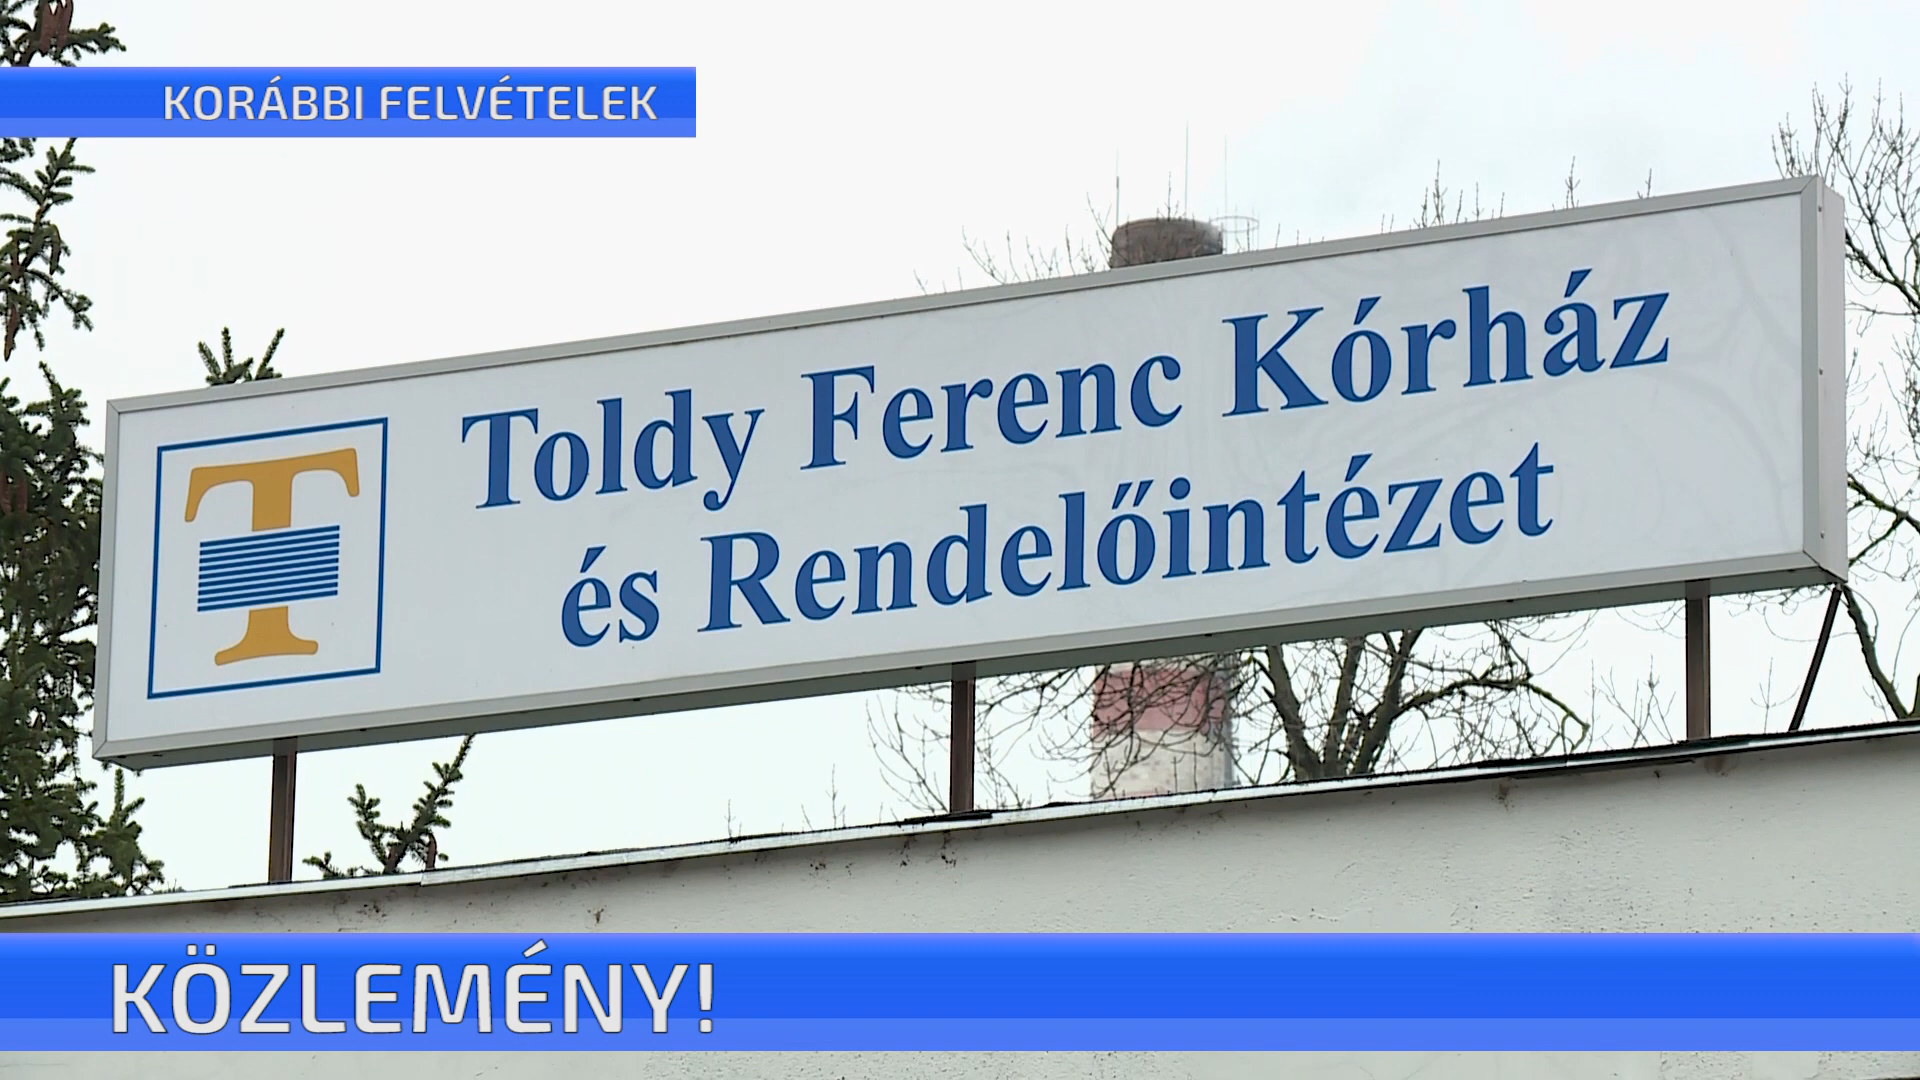 KORÁBBI FELVÉTELEK
T
Toldy Ferenc Kórház
és Rendelőintézet
KÖZLEMÉNY!